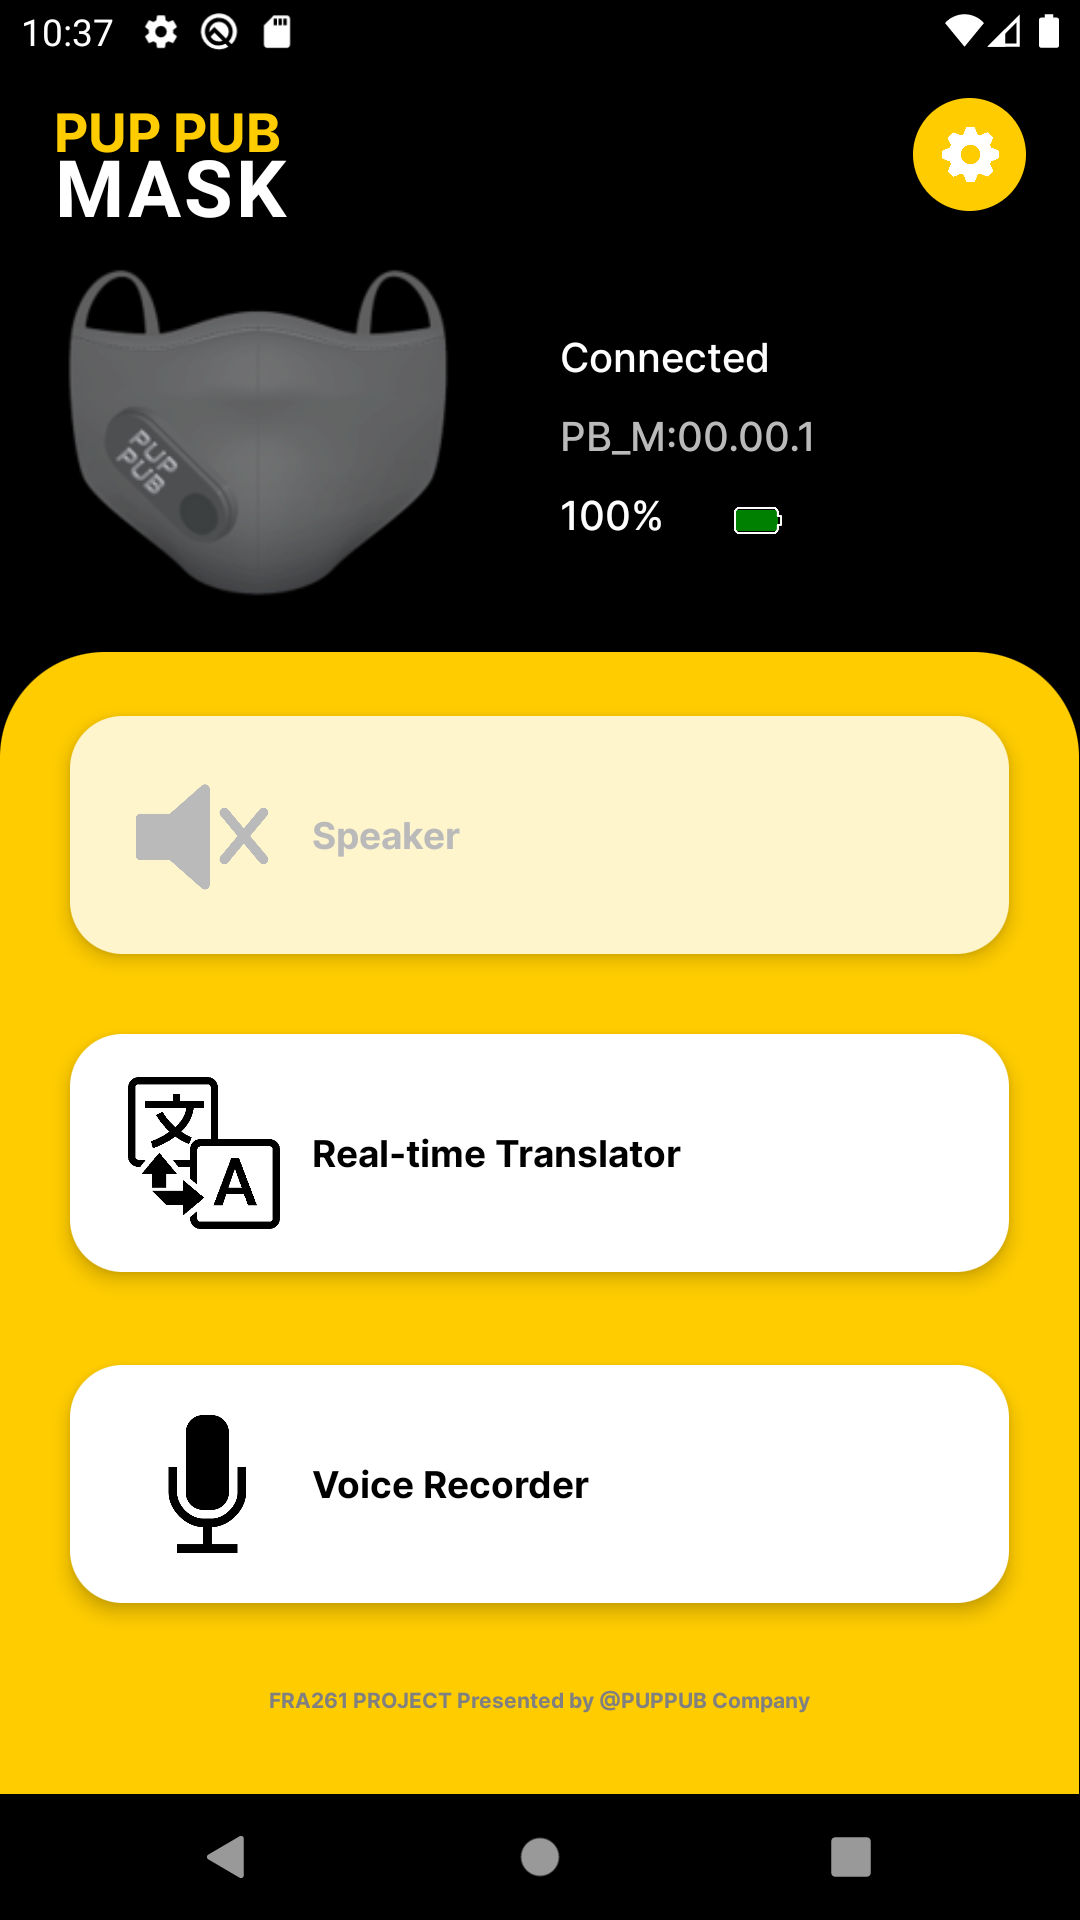 10:37
PUP PUB
MASK
Connected
PUP
PUB
PB_M:00.00.1
100%
Speaker
文
A
Real-time Translator
Voice Recorder
FRA261 PROJECT Presented by @PUPPUB Company